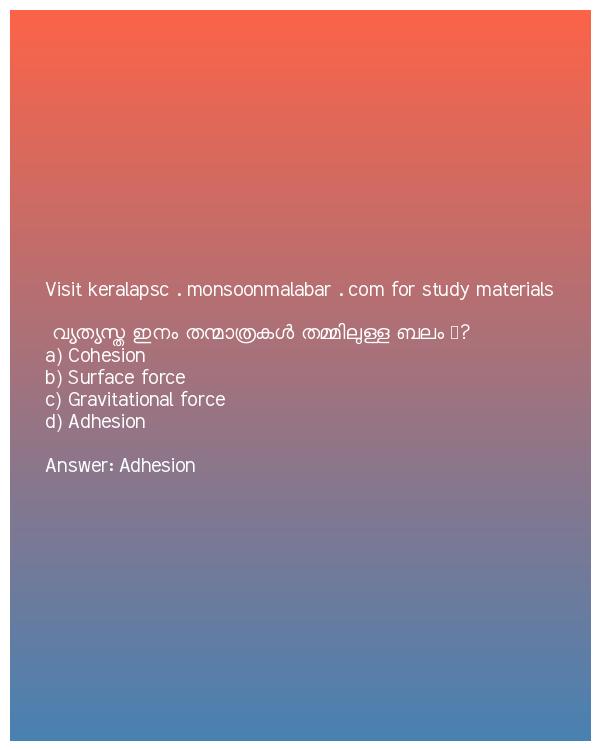 Visit keralapsc . monsoonmalabar . com for study materials
വ്യത്യസ്ത ഇനം തന്മാത്രകൾ തമ്മിലുള്ള ബലം ?
a) Cohesion
b) Surface force
c) Gravitational force
d) Adhesion
Answer: Adhesion